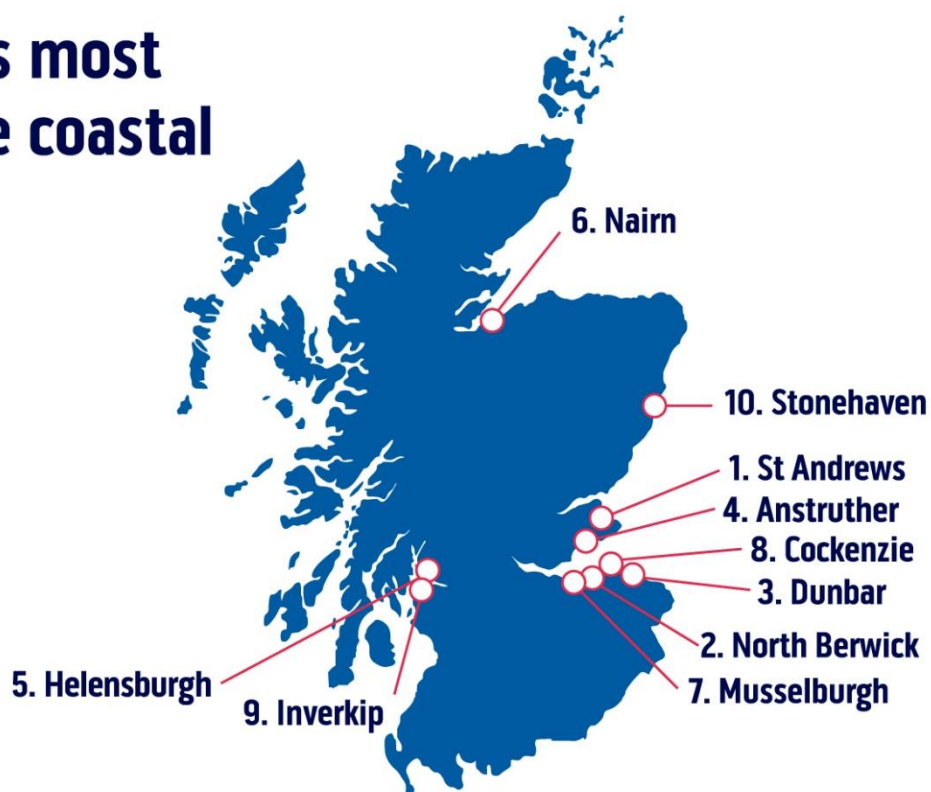 s most
e coastal
6. Nairn
10. Stonehaven
1. St Andrews
4. Anstruther
8. Cockenzie
3. Dunbar
2. North Berwick
7. Musselburgh
5. Helensburgh
9. Inverkip